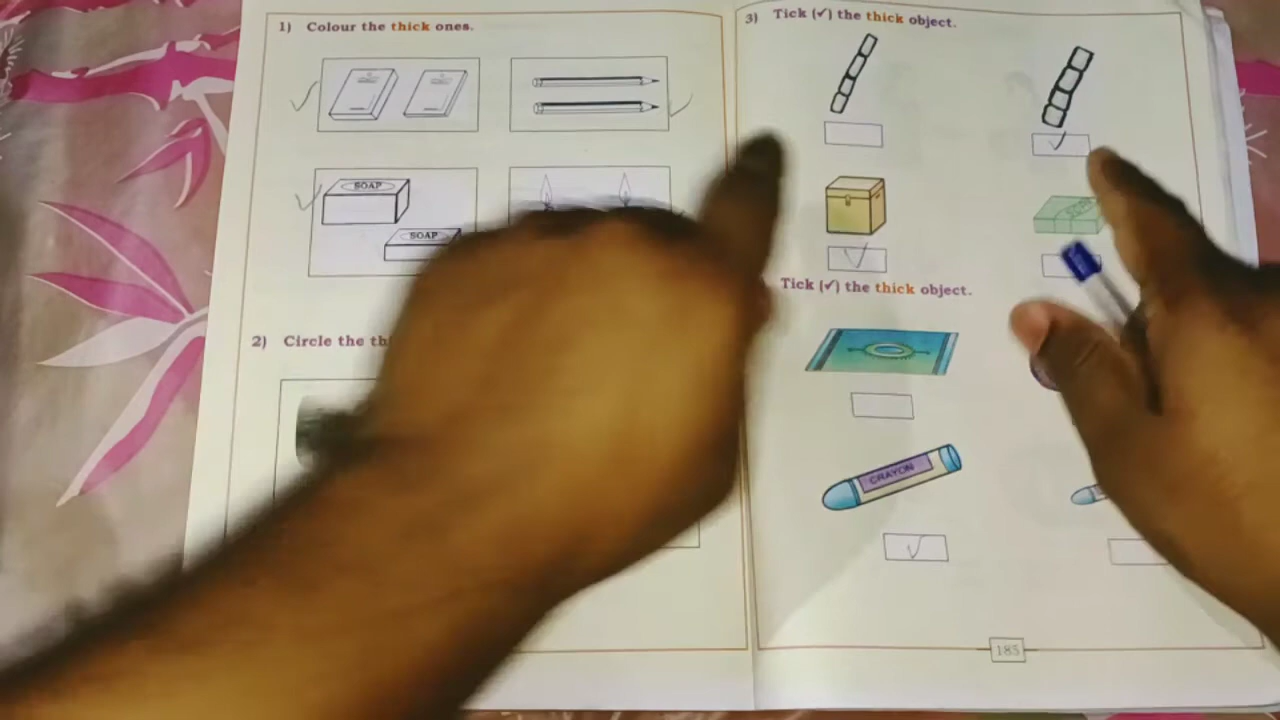 1) Colour the thick ones.
SOAP
SOAP
2) Circle the
3) Tick (✓) the thick object.
Tick (✓) the thick object.
CRAYON
185